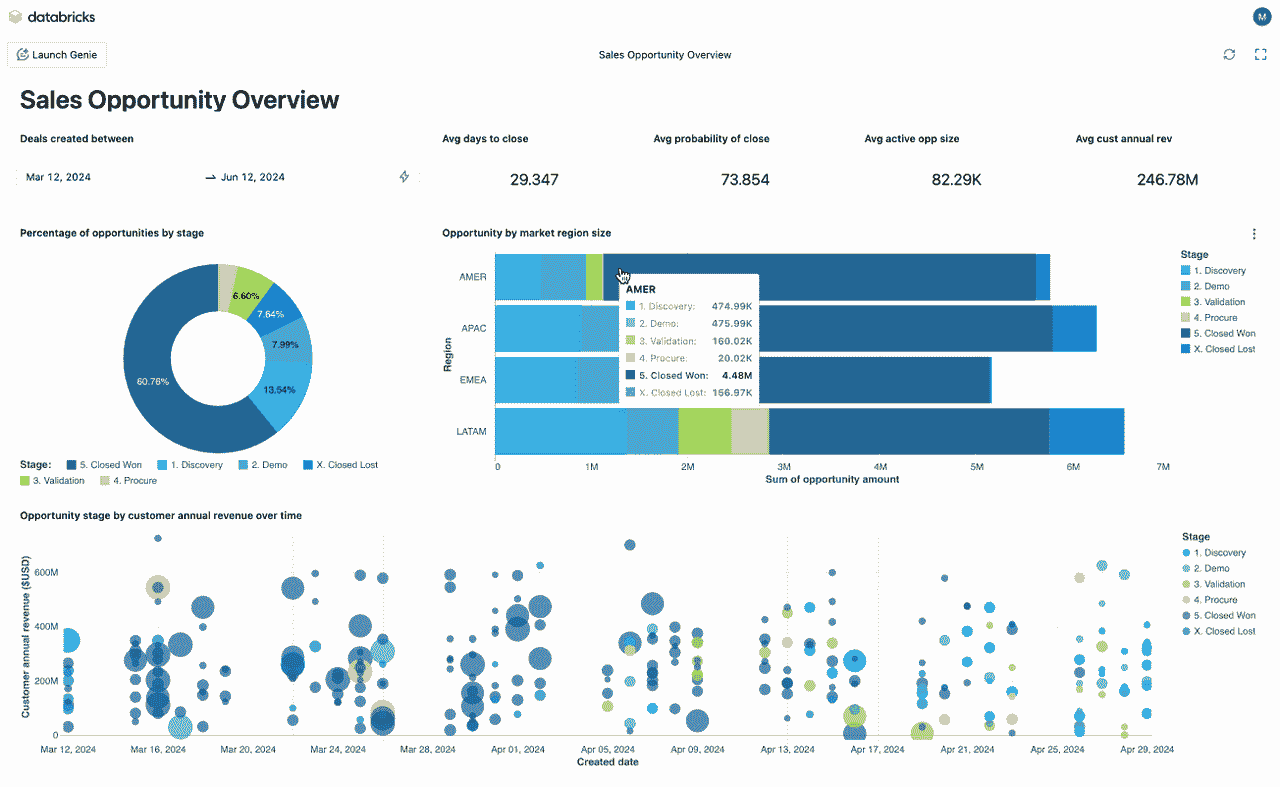 databricks
M
Launch Genie
Sales Opportunity Overview
Sales Opportunity Overview
Deals created between
Mar 12, 2024 → Jun 12, 2024
Avg days to close
29.347
Avg probability of close
73.854
Avg active opp size
82.29K
Avg cust annual rev
246.78M
Percentage of opportunities by stage
6.60%
7.64%
7.99%
13.54%
60.76%
Stage: 5. Closed Won 1. Discovery 2. Demo X. Closed Lost
3. Validation 4. Procure
Opportunity by market region size
Region
AMER
APAC
EMEA
LATAM
AMER
1. Discovery: 474.99K
2. Demo: 475.99K
3. Validation: 160.02K
4. Procure: 20.02K
5. Closed Won: 4.48M
X. Closed Lost: 156.97K
0 1M 2M 3M 4M 5M 6M 7M
Sum of opportunity amount
Stage
1. Discovery
2. Demo
3. Validation
4. Procure
5. Closed Won
X. Closed Lost
Opportunity stage by customer annual revenue over time
Customer annual revenue ($USD)
600M
400M
200M
0
Mar 12, 2024 Mar 16, 2024 Mar 20, 2024 Mar 24, 2024 Mar 28, 2024 Apr 01, 2024 Apr 05, 2024 Apr 09, 2024 Apr 13, 2024 Apr 17, 2024 Apr 21, 2024 Apr 25, 2024 Apr 29, 2024
Created date
Stage
1. Discovery
2. Demo
3. Validation
4. Procure
5. Closed Won
X. Closed Lost